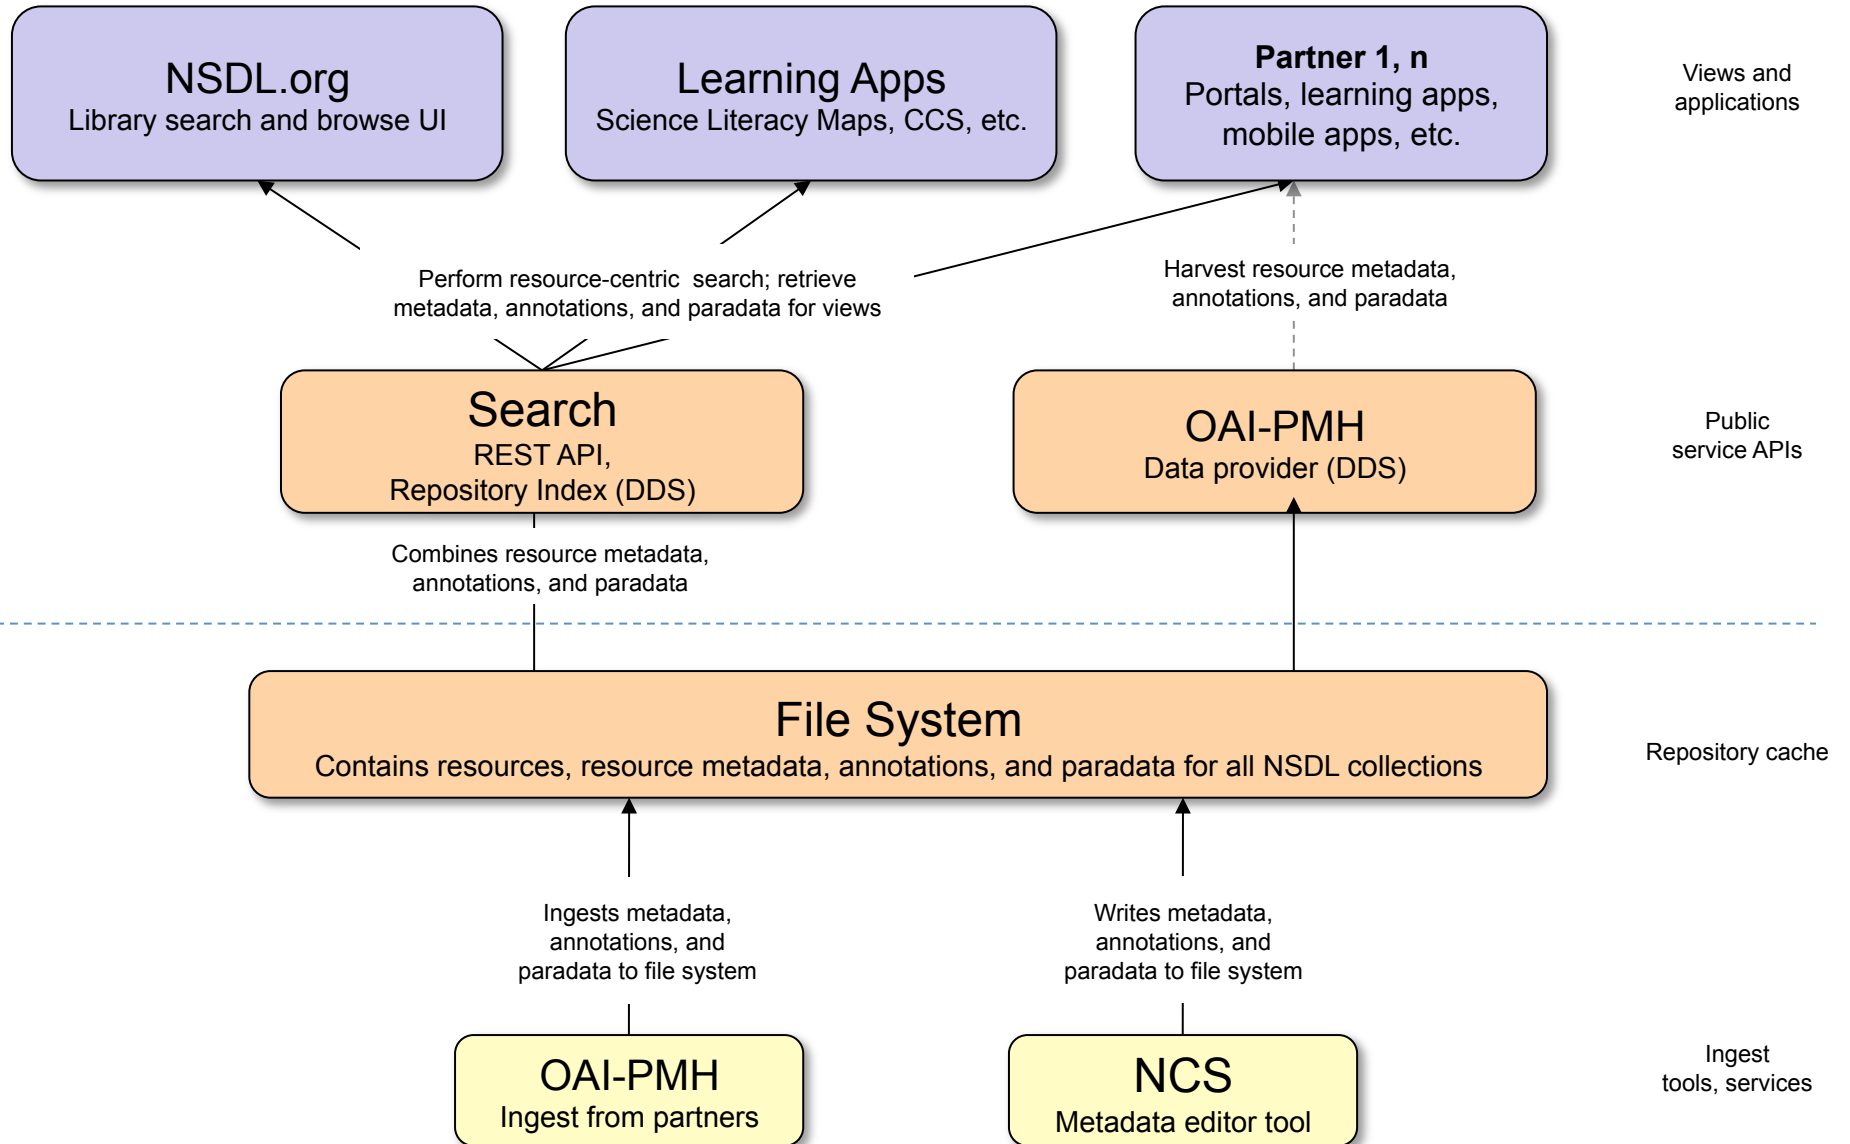 NSDL.org
Library search and browse UI
Learning Apps
Science Literacy Maps, CCS, etc.
Partner 1, n
Portals, learning apps,
mobile apps, etc.
Views and
applications
Perform resource-centric  search; retrieve
metadata, annotations, and paradata for views
Harvest resource metadata,
annotations, and paradata
Search
REST API,
Repository Index (DDS)
OAI-PMH
Data provider (DDS)
Public
service APIs
Combines resource metadata,
annotations, and paradata
File System
Contains resources, resource metadata, annotations, and paradata for all NSDL collections
Repository cache
Ingests metadata,
annotations, and
paradata to file system
Writes metadata,
annotations, and
paradata to file system
OAI-PMH
Ingest from partners
NCS
Metadata editor tool
Ingest
tools, services